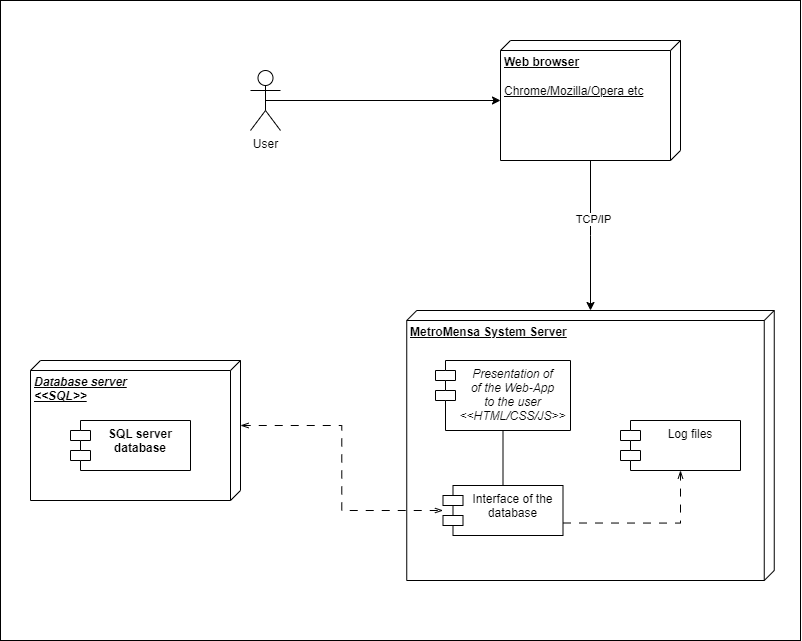 Web browser
Chrome/Mozilla/Opera etc
User
TCP/IP
MetroMensa System Server
Presentation of
of the Web-App
to the user
<<HTML/CSS/JS>>
Log files
Interface of the
database
Database server
<<SQL>>
SQL server
database